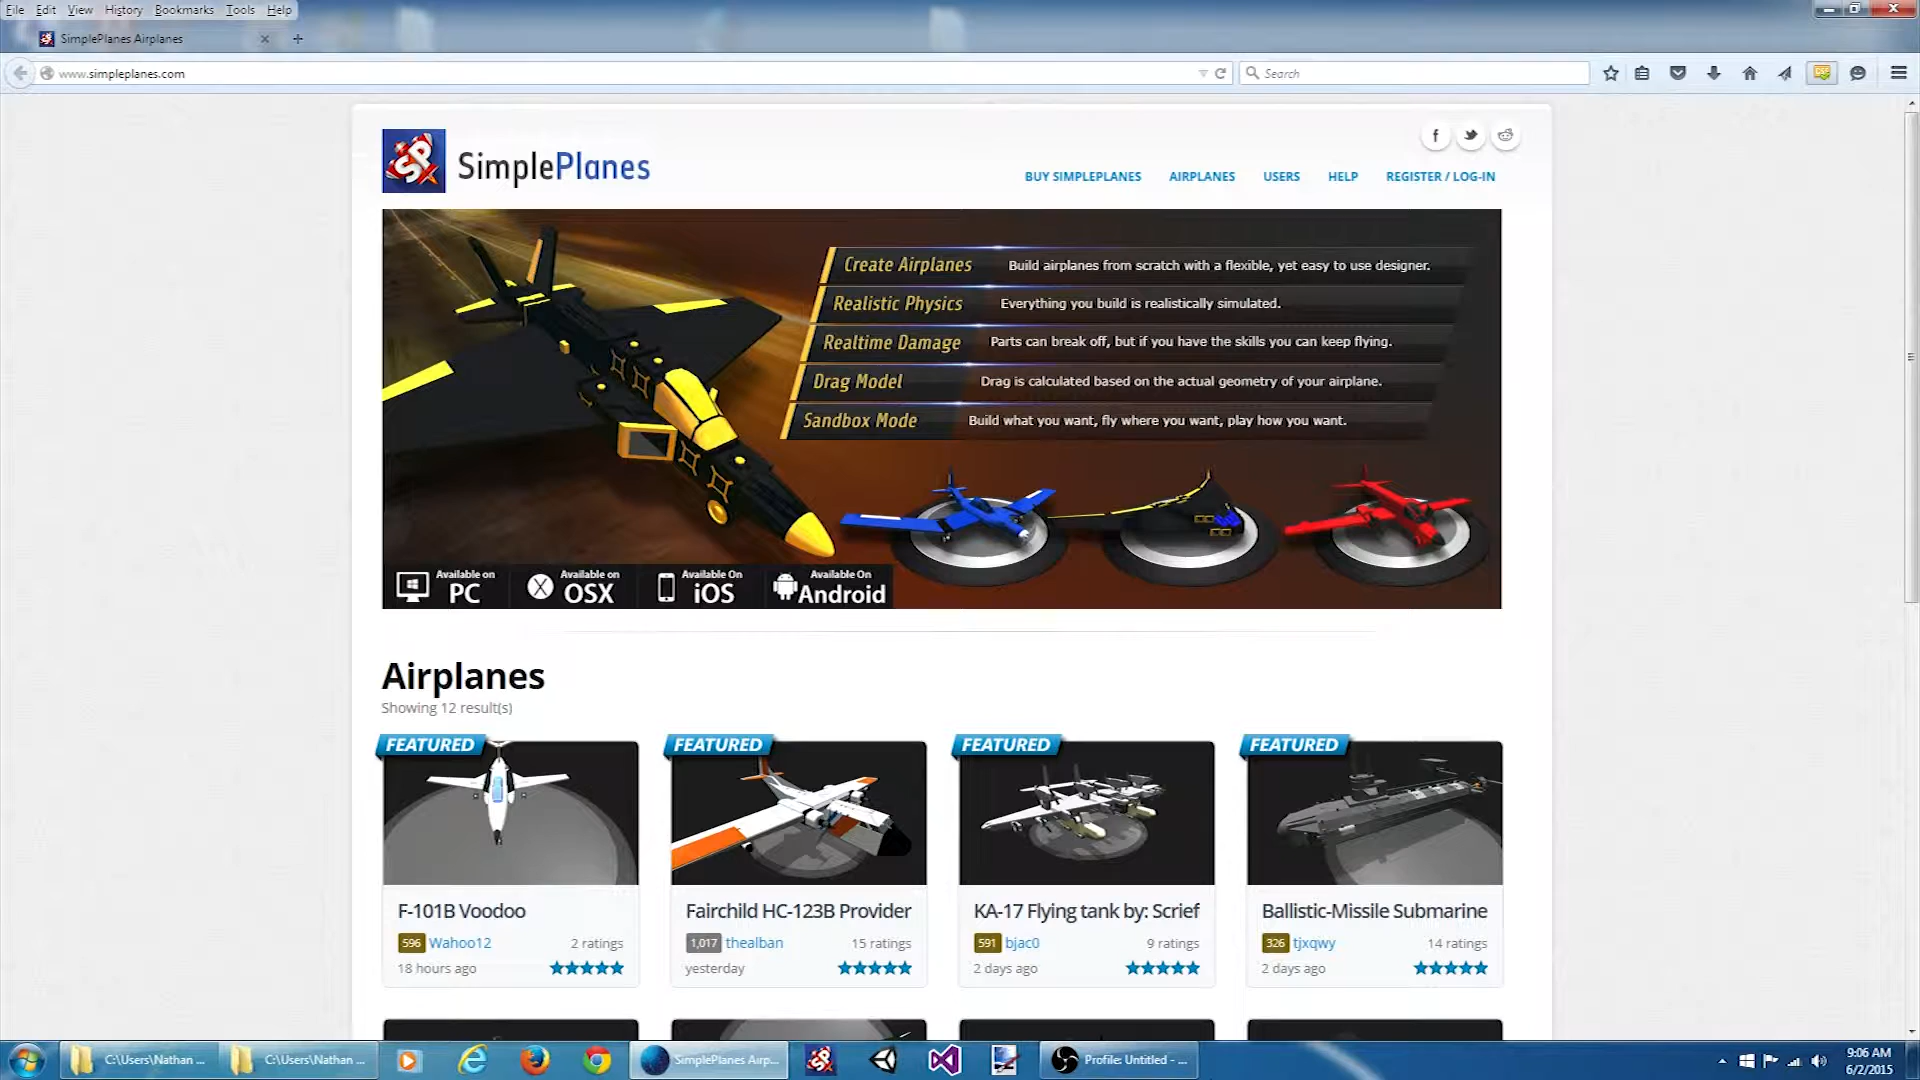 File Edit View History Bookmarks Tools Help
SimplePlanes Airplanes
www.simpleplanes.com
Search
SP
SimplePlanes
BUY SIMPLEPLANES AIRPLANES USERS HELP REGISTER / LOG-IN
Create Airplanes Build airplanes from scratch with a flexible, yet easy to use designer.
Realistic Physics Everything you build is realistically simulated.
Realtime Damage Parts can break off, but if you have the skills you can keep flying.
Drag Model Drag is calculated based on the actual geometry of your airplane.
Sandbox Mode Build what you want, fly where you want, play how you want.
Available on PC
Available on OSX
Available On iOS
Available On Android
Airplanes
Showing 12 result(s)
FEATURED
F-101B Voodoo
596 Wahoo12 2 ratings
18 hours ago
FEATURED
Fairchild HC-123B Provider
1,017 thealban 15 ratings
yesterday
FEATURED
KA-17 Flying tank by: Scrief
591 bjac0 9 ratings
2 days ago
FEATURED
Ballistic-Missile Submarine
326 tjxqwy 14 ratings
2 days ago
C:\Users\Nathan ... C:\Users\Nathan ... SimplePlanes Airp... Profile: Untitled - ...
9:06 AM
6/2/2015